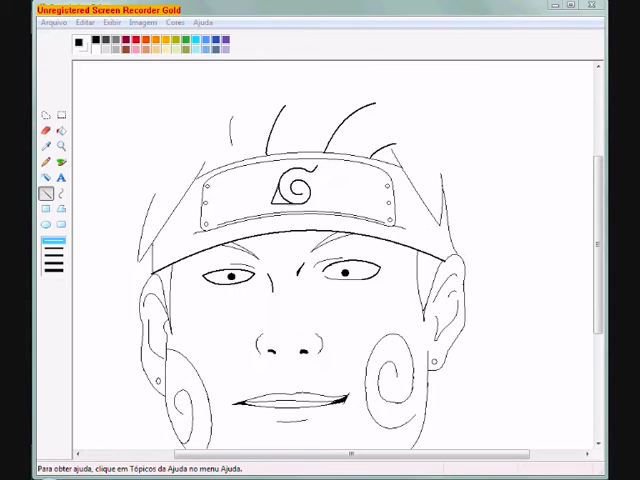 Unregistered Screen Recorder Gold
Arquivo Editar Exibir Imagem Cores Ajuda
A
Para obter ajuda, clique em Tópicos da Ajuda no menu Ajuda.